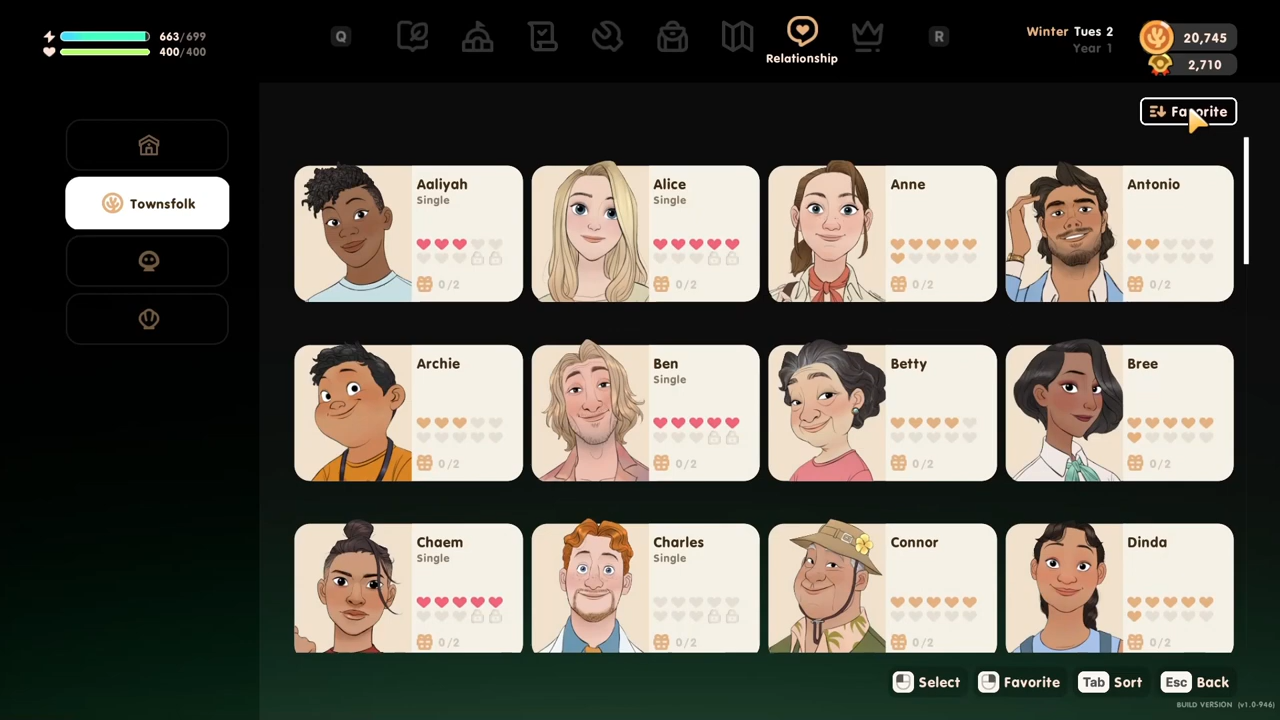 663/699
400/400
Q
Relationship
R
Winter Tues 2
Year 1
20,745
2,710
Favorite
Townsfolk
Aaliyah
Single
0/2
Alice
Single
0/2
Anne
0/2
Antonio
0/2
Archie
0/2
Ben
Single
0/2
Betty
0/2
Bree
0/2
Chaem
Single
0/2
Charles
Single
0/2
Connor
0/2
Dinda
0/2
Select
Favorite
Tab Sort
Esc Back
BUILD VERSION (v1.0-946)